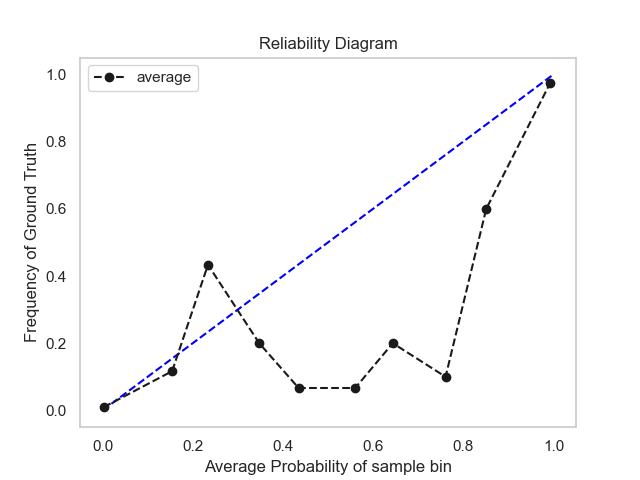 Reliability Diagram
average
Frequency of Ground Truth
1.0
0.8
0.6
0.4
0.2
0.0
0.0 0.2 0.4 0.6 0.8 1.0
Average Probability of sample bin